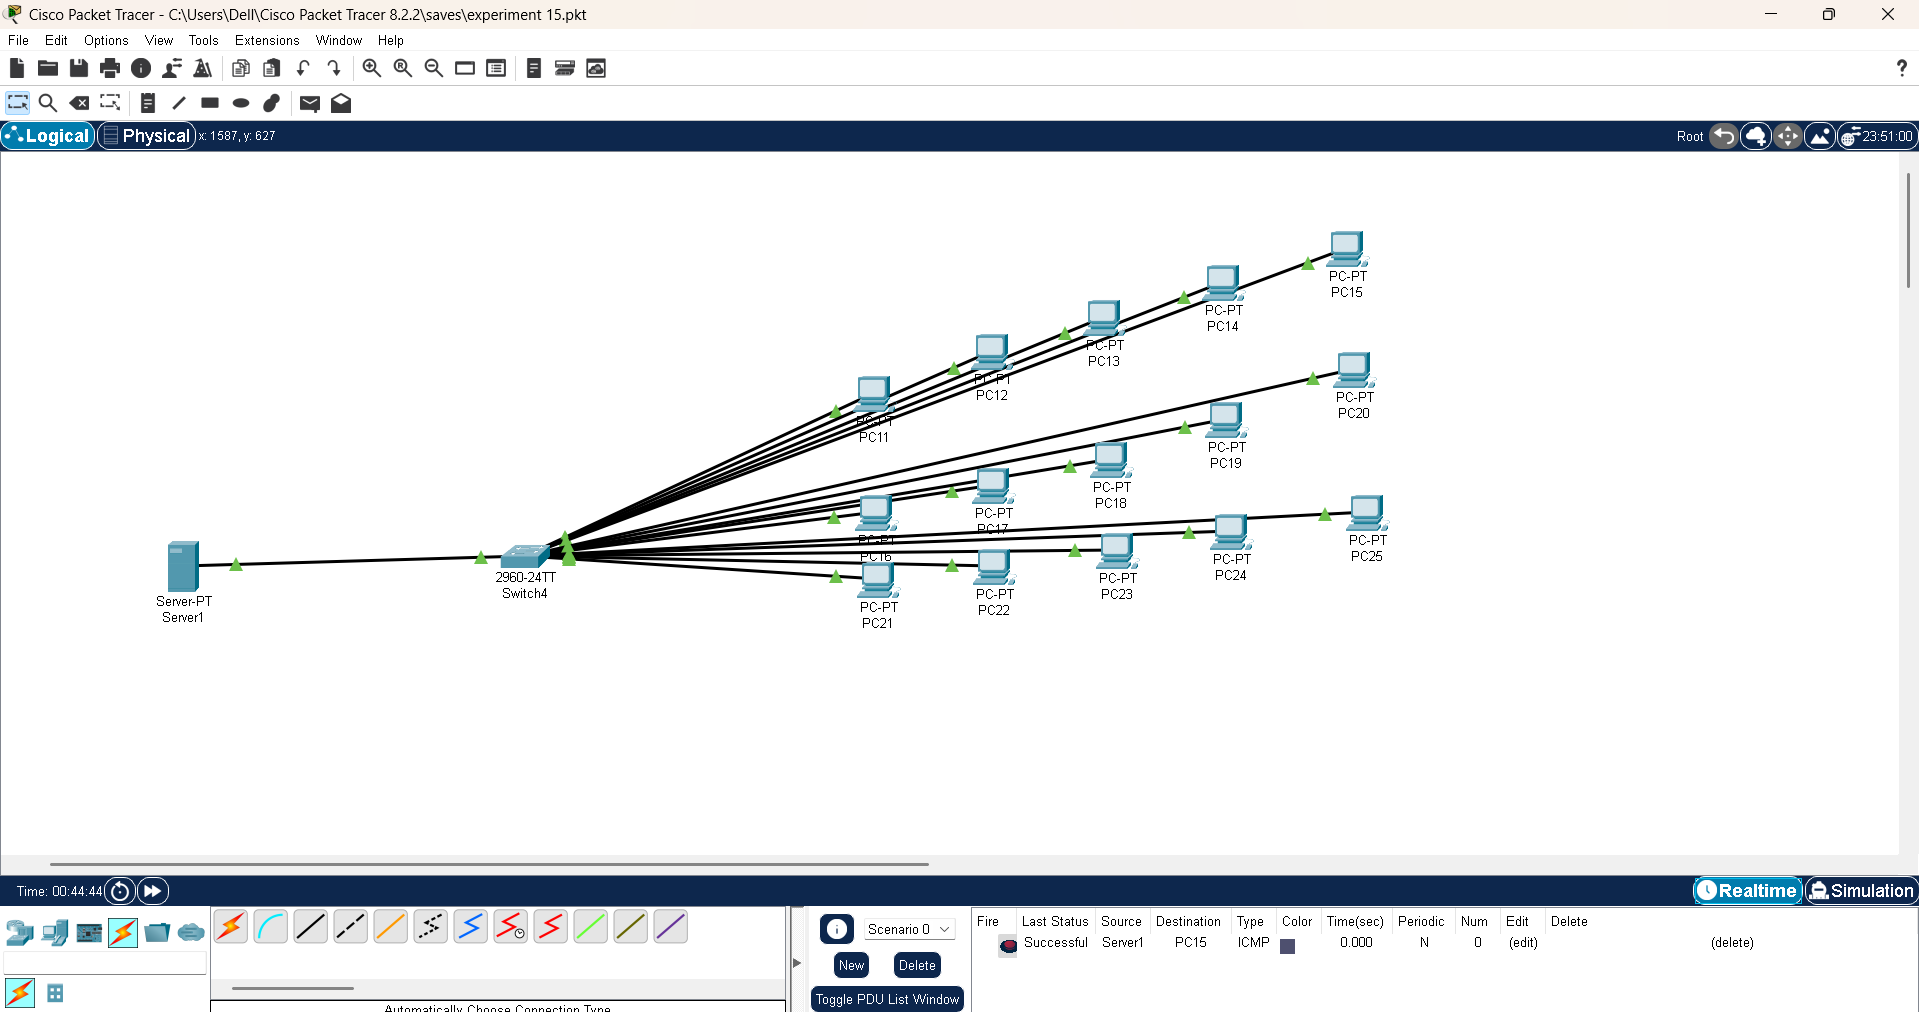 Cisco Packet Tracer - C:\Users\Dell\Cisco Packet Tracer 8.2.2\saves\experiment 15.pkt
File Edit Options View Tools Extensions Window Help
Logical Physical x: 1587, y: 627 Root 23:51:00
PC-PT
PC15
PC-PT
PC14
PC-PT
PC13
PC-PT
PC12
PC-PT
PC11
PC-PT
PC20
PC-PT
PC19
PC-PT
PC18
PC-PT
PC17
PC-PT
PC16
PC-PT
PC25
PC-PT
PC24
PC-PT
PC23
PC-PT
PC22
PC-PT
PC21
2960-24TT
Switch4
Server-PT
Server1
Time: 00:44:44 Realtime Simulation
Scenario 0
New Delete
Toggle PDU List Window
Fire Last Status Source Destination Type Color Time(sec) Periodic Num Edit Delete
Successful Server1 PC15 ICMP 0.000 N 0 (edit) (delete)
Automatically Choose Connection Type